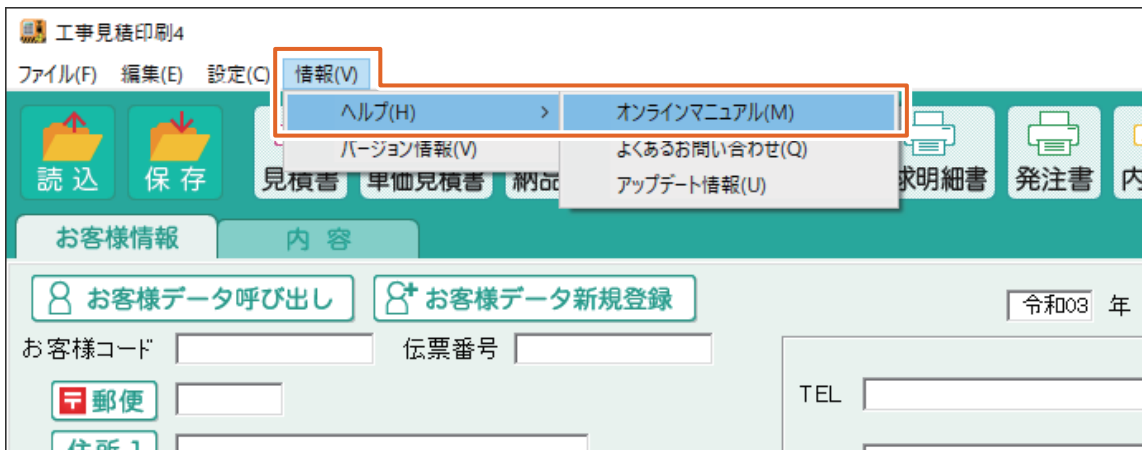 工事見積印刷4
ファイル(F) 編集(E) 設定(C) 情報(V)
ヘルプ(H) > オンラインマニュアル(M)
バージョン情報(V) よくあるお問い合わせ(Q)
アップデート情報(U)
読込 保存 見積書 単価見積書 納品 求明細書 発注書 内
お客様情報 内容
お客様データ呼び出し お客様データ新規登録
令和03 年
お客様コード 伝票番号
〒郵便 TEL
住所1